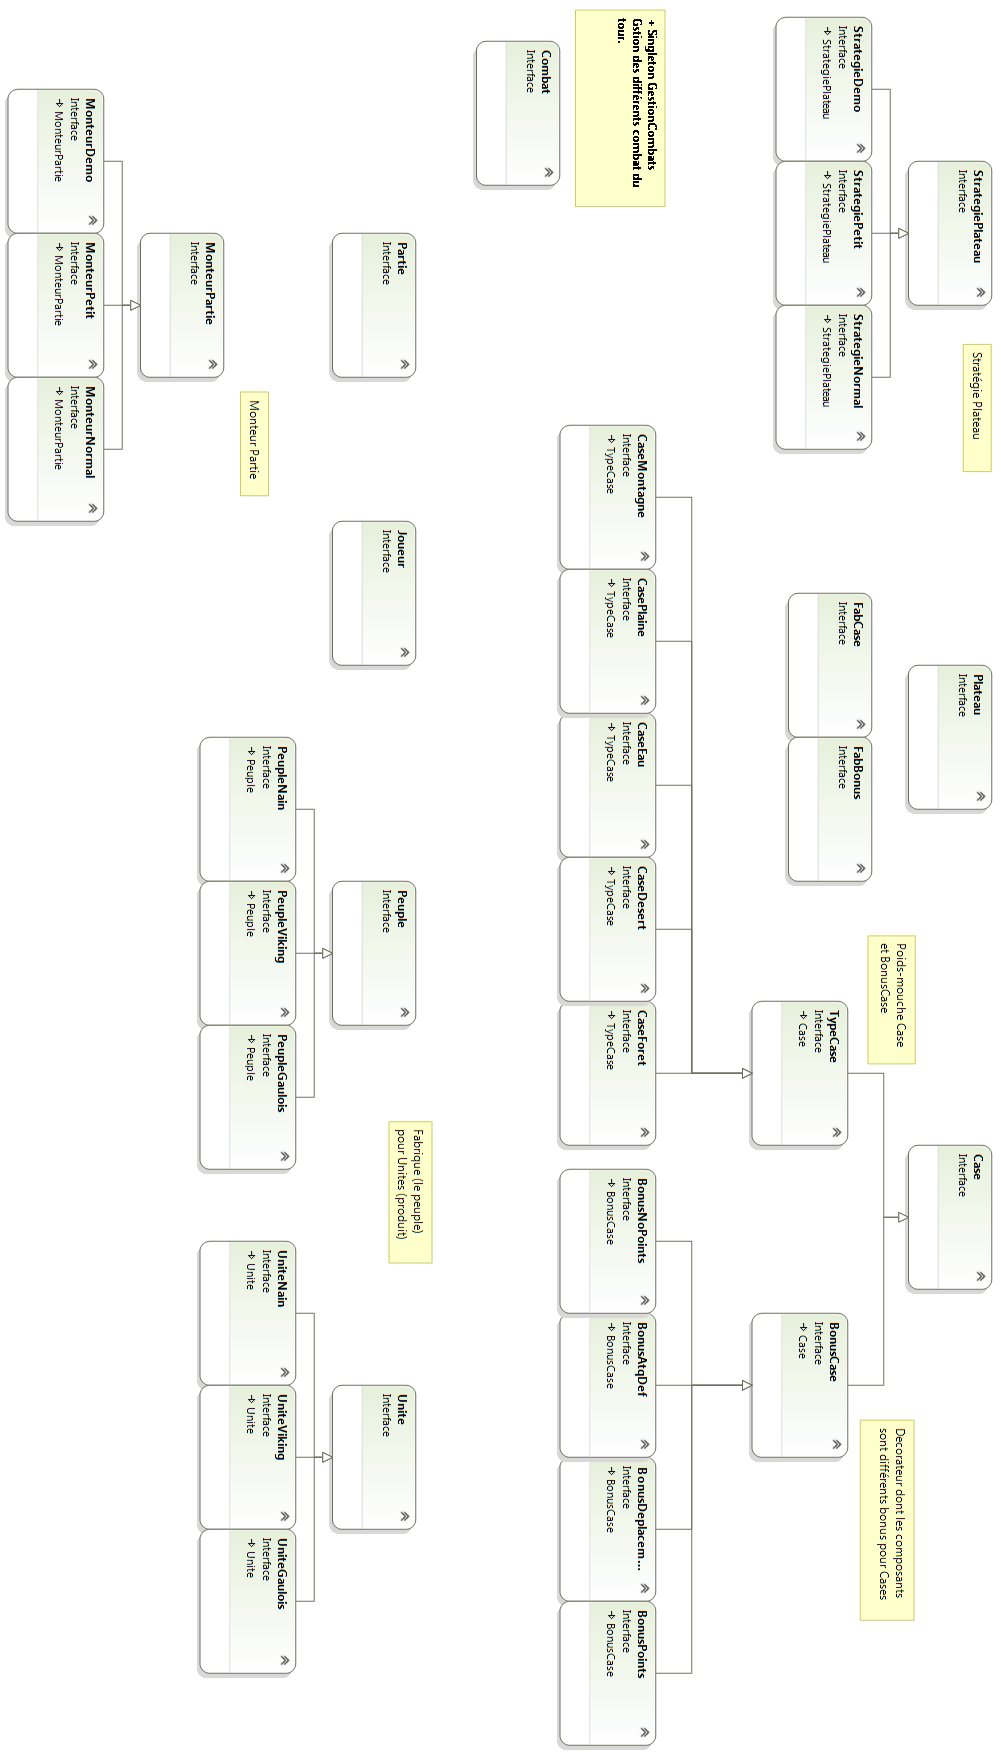 StrategiePlateau
Interface
Stratégie Plateau
Plateau
Interface
Case
Interface
StrategieDemo
Interface
StrategiePlateau
StrategiePetit
Interface
StrategiePlateau
StrategieNormal
Interface
StrategiePlateau
FabCase
Interface
FabBonus
Interface
Poids-mouche Case
et BonusCase
TypeCase
Interface
Case
BonusCase
Interface
Case
Decorateur dont les composants
sont différents bonus pour Cases
+ Singleton GestionCombats
Gstion des différents combat du
tour.
Combat
Interface
CaseMontagne
Interface
TypeCase
CasePlaine
Interface
TypeCase
CaseEau
Interface
TypeCase
CaseDesert
Interface
TypeCase
CaseForet
Interface
TypeCase
BonusNoPoints
Interface
BonusCase
BonusAtqDef
Interface
BonusCase
BonusDeplacem...
Interface
BonusCase
BonusPoints
Interface
BonusCase
Partie
Interface
Joueur
Interface
Peuple
Interface
Fabrique (le peuple)
pour Unites (produit)
Unite
Interface
MonteurPartie
Interface
Monteur Partie
PeupleNain
Interface
Peuple
PeupleViking
Interface
Peuple
PeupleGaulois
Interface
Peuple
UniteNain
Interface
Unite
UniteViking
Interface
Unite
UniteGaulois
Interface
Unite
MonteurDemo
Interface
MonteurPartie
MonteurPetit
Interface
MonteurPartie
MonteurNormal
Interface
MonteurPartie